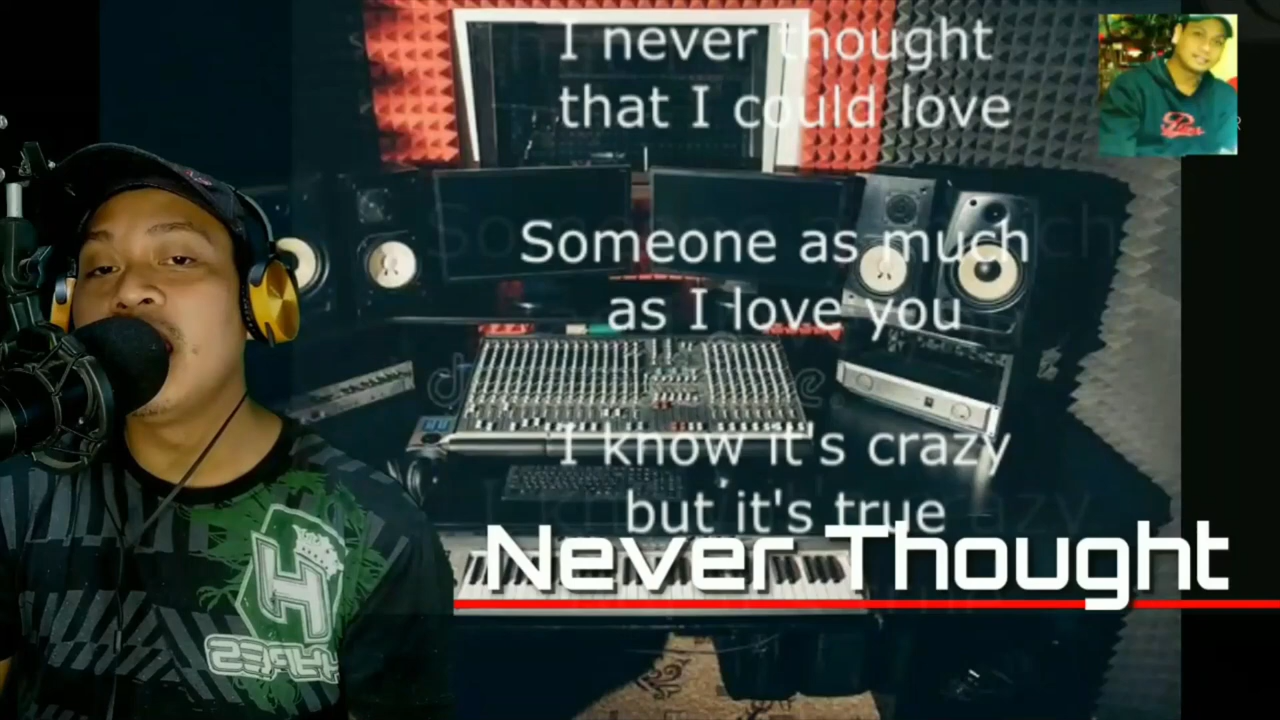 I never thought
that I could love
Someone as much
as I love you
I know it's crazy
but it's true
Never Thought
H
HARES